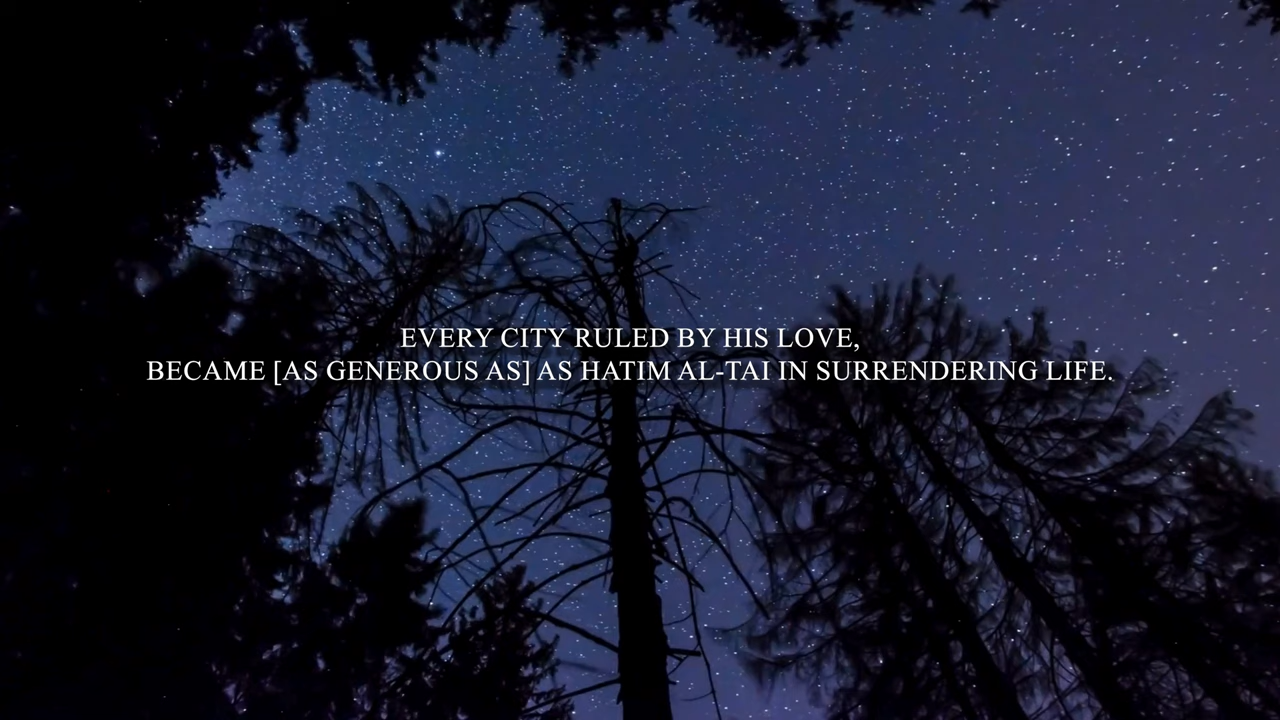 EVERY CITY RULED BY HIS LOVE,
BECAME [AS GENEROUS AS] AS HATIM AL-TAI IN SURRENDERING LIFE.